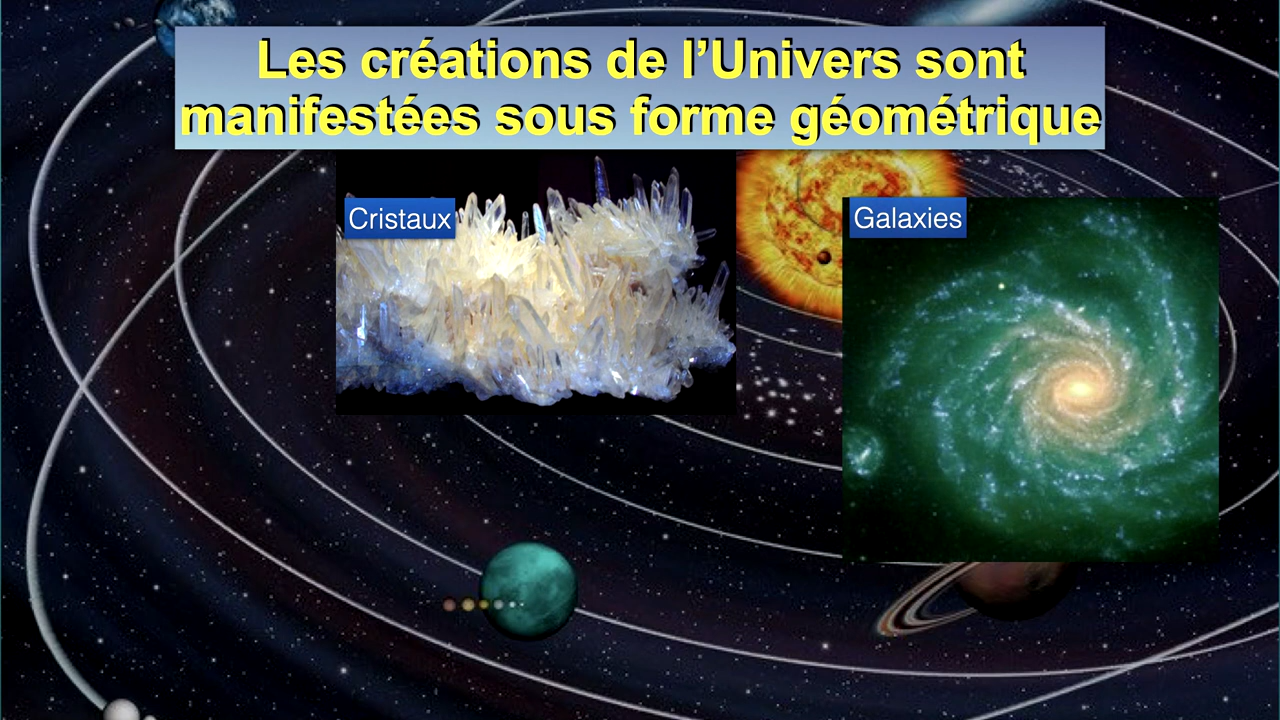 Les créations de l’Univers sont
manifestées sous forme géométrique
Cristaux
Galaxies